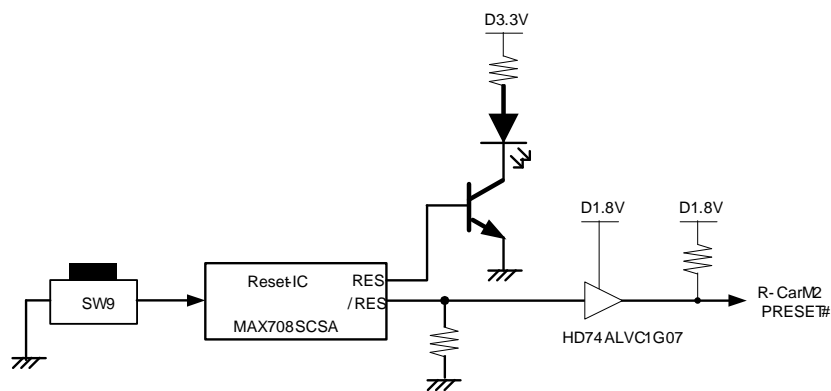 D3.3V
D1.8V
D1.8V
SW9
Reset-IC
RES
/RES
MAX708SCSA
HD74ALVC1G07
R-CarM2
PRESET#